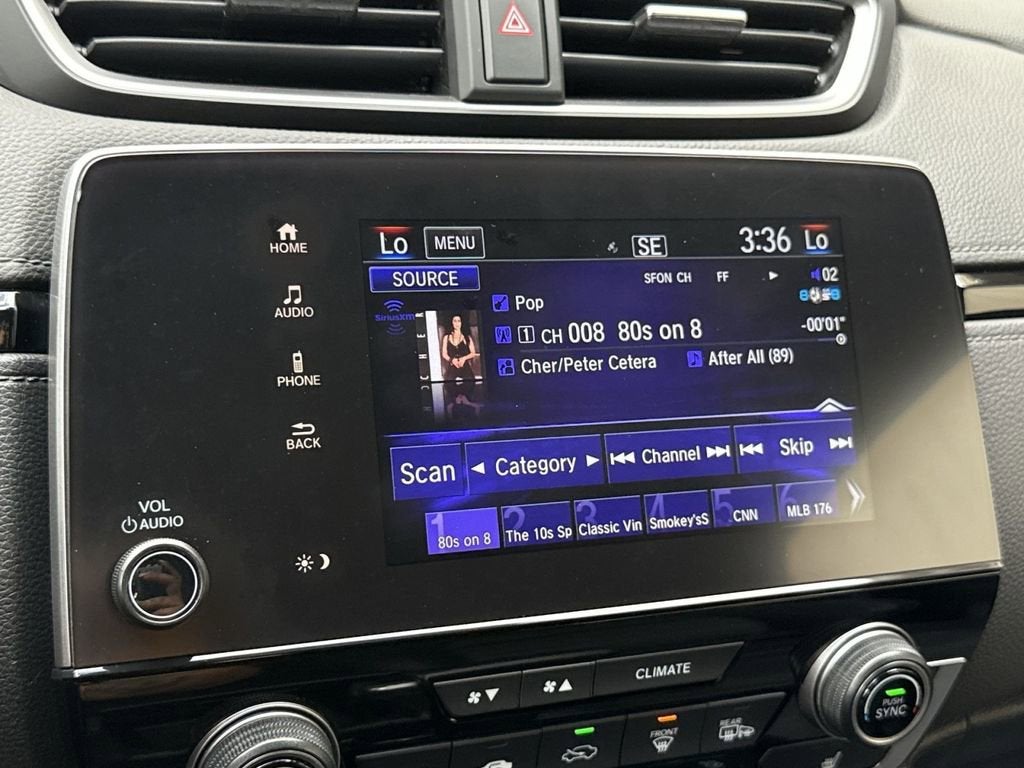 HOME
AUDIO
PHONE
BACK
VOL
AUDIO
Lo MENU SE 3:36 Lo
SOURCE SFON CH FF 02
SiriusXM
Pop
-00'01"
1 CH 008 80s on 8
Cher/Peter Cetera After All (89)
CHER
Scan Category Channel Skip
1 80s on 8
2 The 10s Sp
3 Classic Vin
4 Smokey'sS
5 CNN
6 MLB 176
CLIMATE
PUSH
SYNC
FRONT
REAR